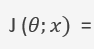 J (θ; x) =